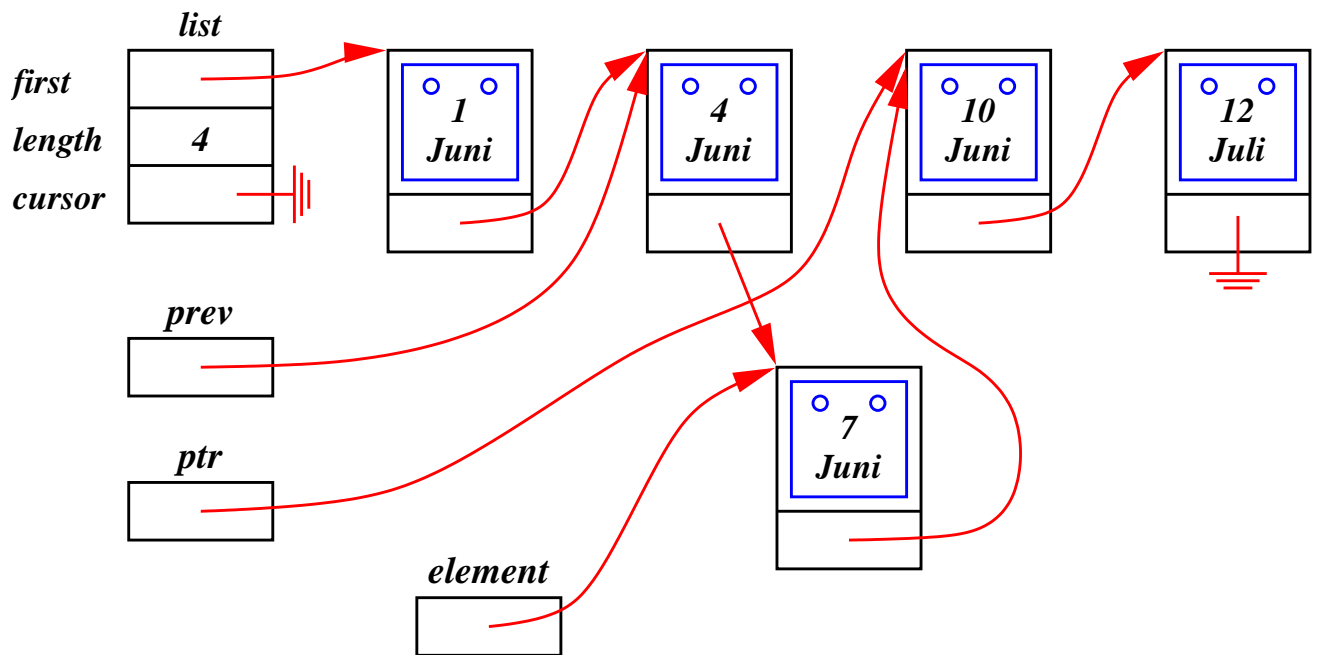 list
first
length
4
cursor
1
Juni
4
Juni
10
Juni
12
Juli
prev
ptr
7
Juni
element